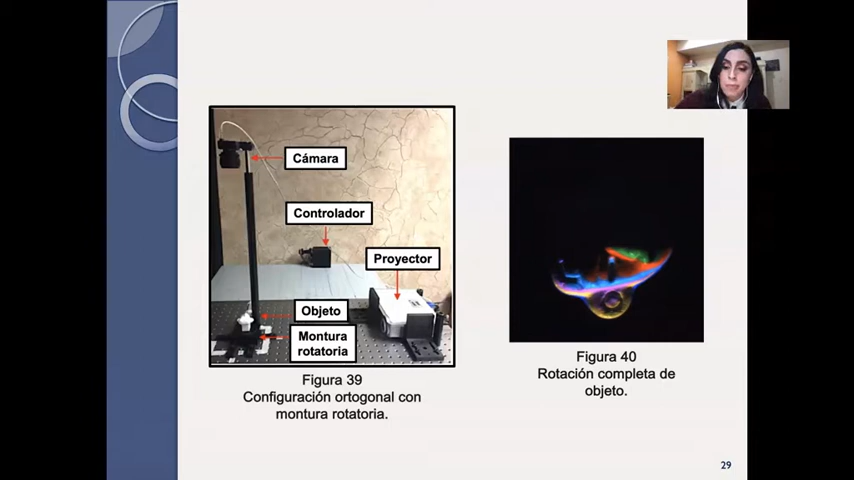 Cámara
Controlador
Proyector
Objeto
Montura
rotatoria
Figura 39
Configuración ortogonal con
montura rotatoria.
Figura 40
Rotación completa de
objeto.
29